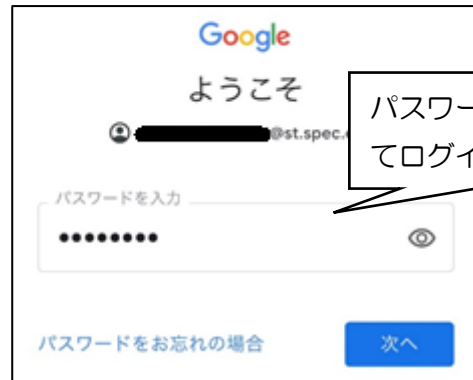 Google
ようこそ
@st.spec.
パスワー
てログイ
パスワードを入力
••••••••
パスワードをお忘れの場合
次へ